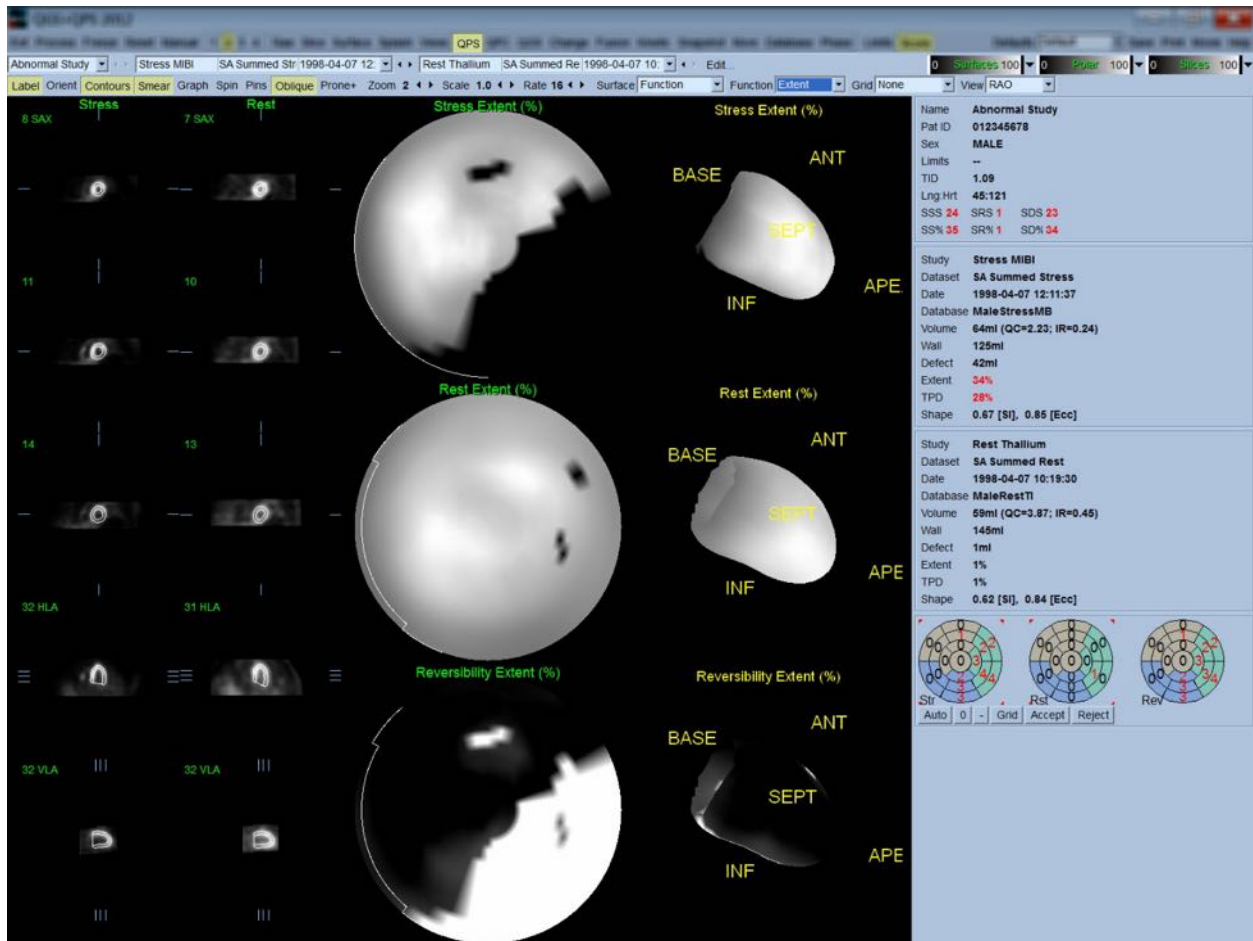 QGS+QPS 2012
QPS
Abnormal Study Stress MIBI SA Summed Str 1998-04-07 12: Rest Thallium SA Summed Re 1998-04-07 10: Edit... 0 Surfaces 100 0 Polar 100 0 Slices 100
Label Orient Contours Smear Graph Spin Pins Oblique Prone+ Zoom 2 Scale 1.0 Rate 16 Surface Function Function Extent Grid None View RAO
Stress Rest
8 SAX 7 SAX
11 10
14 13
32 HLA 31 HLA
32 VLA 32 VLA
Stress Extent (%)
Stress Extent (%)
ANT
BASE
SEPT
APE
INF
Rest Extent (%)
Rest Extent (%)
ANT
BASE
SEPT
APE
INF
Reversibility Extent (%)
Reversibility Extent (%)
ANT
BASE
SEPT
APE
INF
Name Abnormal Study
Pat ID 012345678
Sex MALE
Limits --
TID 1.09
Lng:Hrt 45:121
SSS 24 SRS 1 SDS 23
SS% 35 SR% 1 SD% 34
Study Stress MIBI
Dataset SA Summed Stress
Date 1998-04-07 12:11:37
Database MaleStressMB
Volume 64ml (QC=2.23; IR=0.24)
Wall 125ml
Defect 42ml
Extent 34%
TPD 28%
Shape 0.67 [SI], 0.85 [Ecc]
Study Rest Thallium
Dataset SA Summed Rest
Date 1998-04-07 10:19:30
Database MaleRestTl
Volume 59ml (QC=3.87; IR=0.45)
Wall 145ml
Defect 1ml
Extent 1%
TPD 1%
Shape 0.62 [SI], 0.84 [Ecc]
Str Rst Rev
Auto 0 - Grid Accept Reject